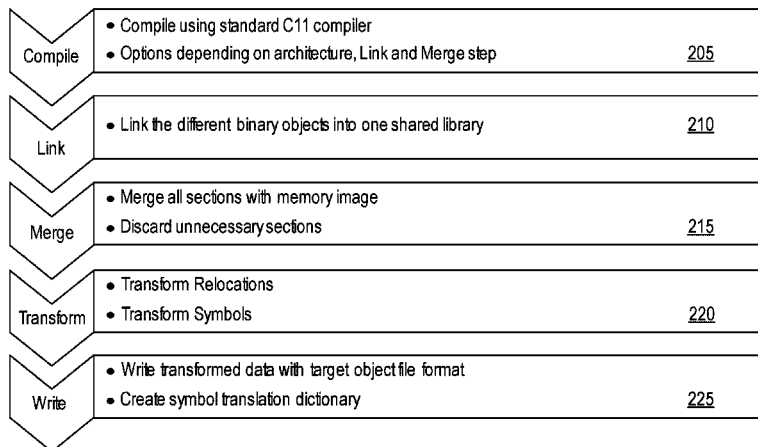 Compile
• Compile using standard C11 compiler
• Options depending on architecture, Link and Merge step 205
Link
• Link the different binary objects into one shared library 210
Merge
• Merge all sections with memory image
• Discard unnecessary sections 215
Transform
• Transform Relocations
• Transform Symbols 220
Write
• Write transformed data with target object file format
• Create symbol translation dictionary 225